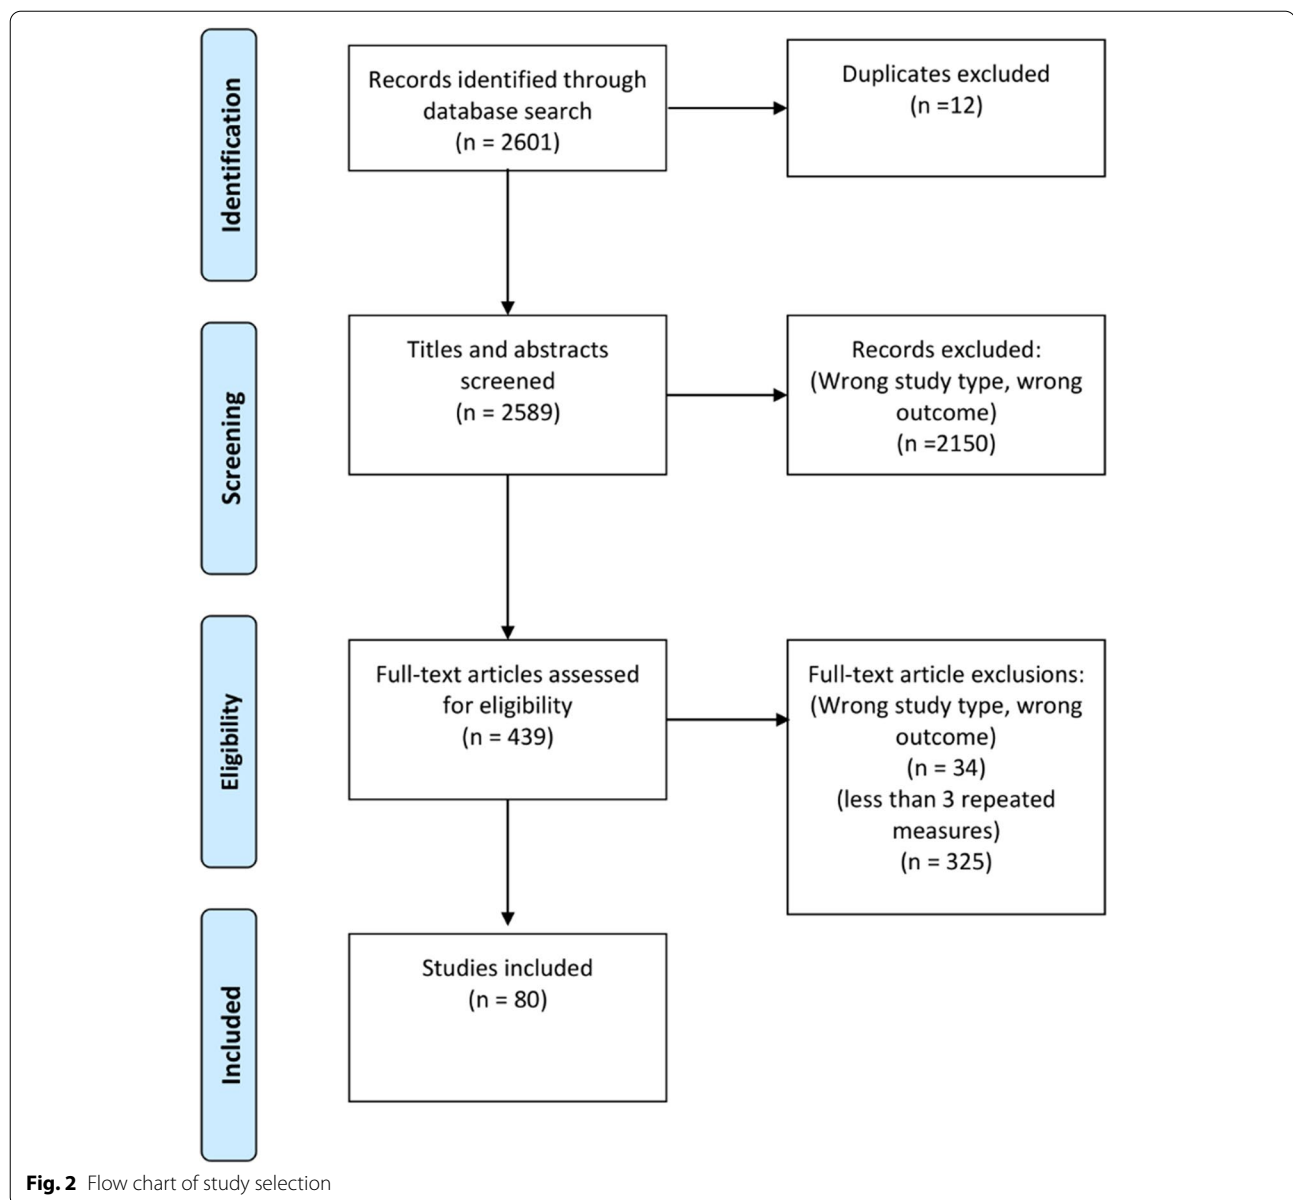 Identification
Records identified through
database search
(n = 2601)
Duplicates excluded
(n =12)
Screening
Titles and abstracts
screened
(n = 2589)
Records excluded:
(Wrong study type, wrong
outcome)
(n =2150)
Eligibility
Full-text articles assessed
for eligibility
(n = 439)
Full-text article exclusions:
(Wrong study type, wrong
outcome)
(n = 34)
(less than 3 repeated
measures)
(n = 325)
Included
Studies included
(n = 80)
Fig. 2 Flow chart of study selection